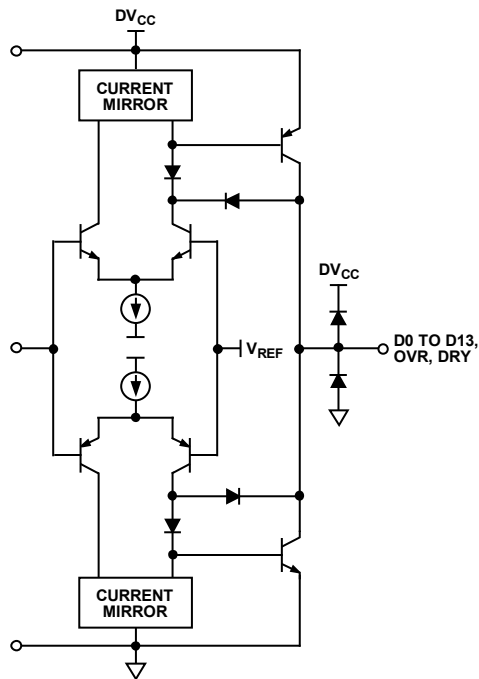 DVCC
CURRENT
MIRROR
DVCC
D0 TO D13,
OVR, DRY
VREF
CURRENT
MIRROR